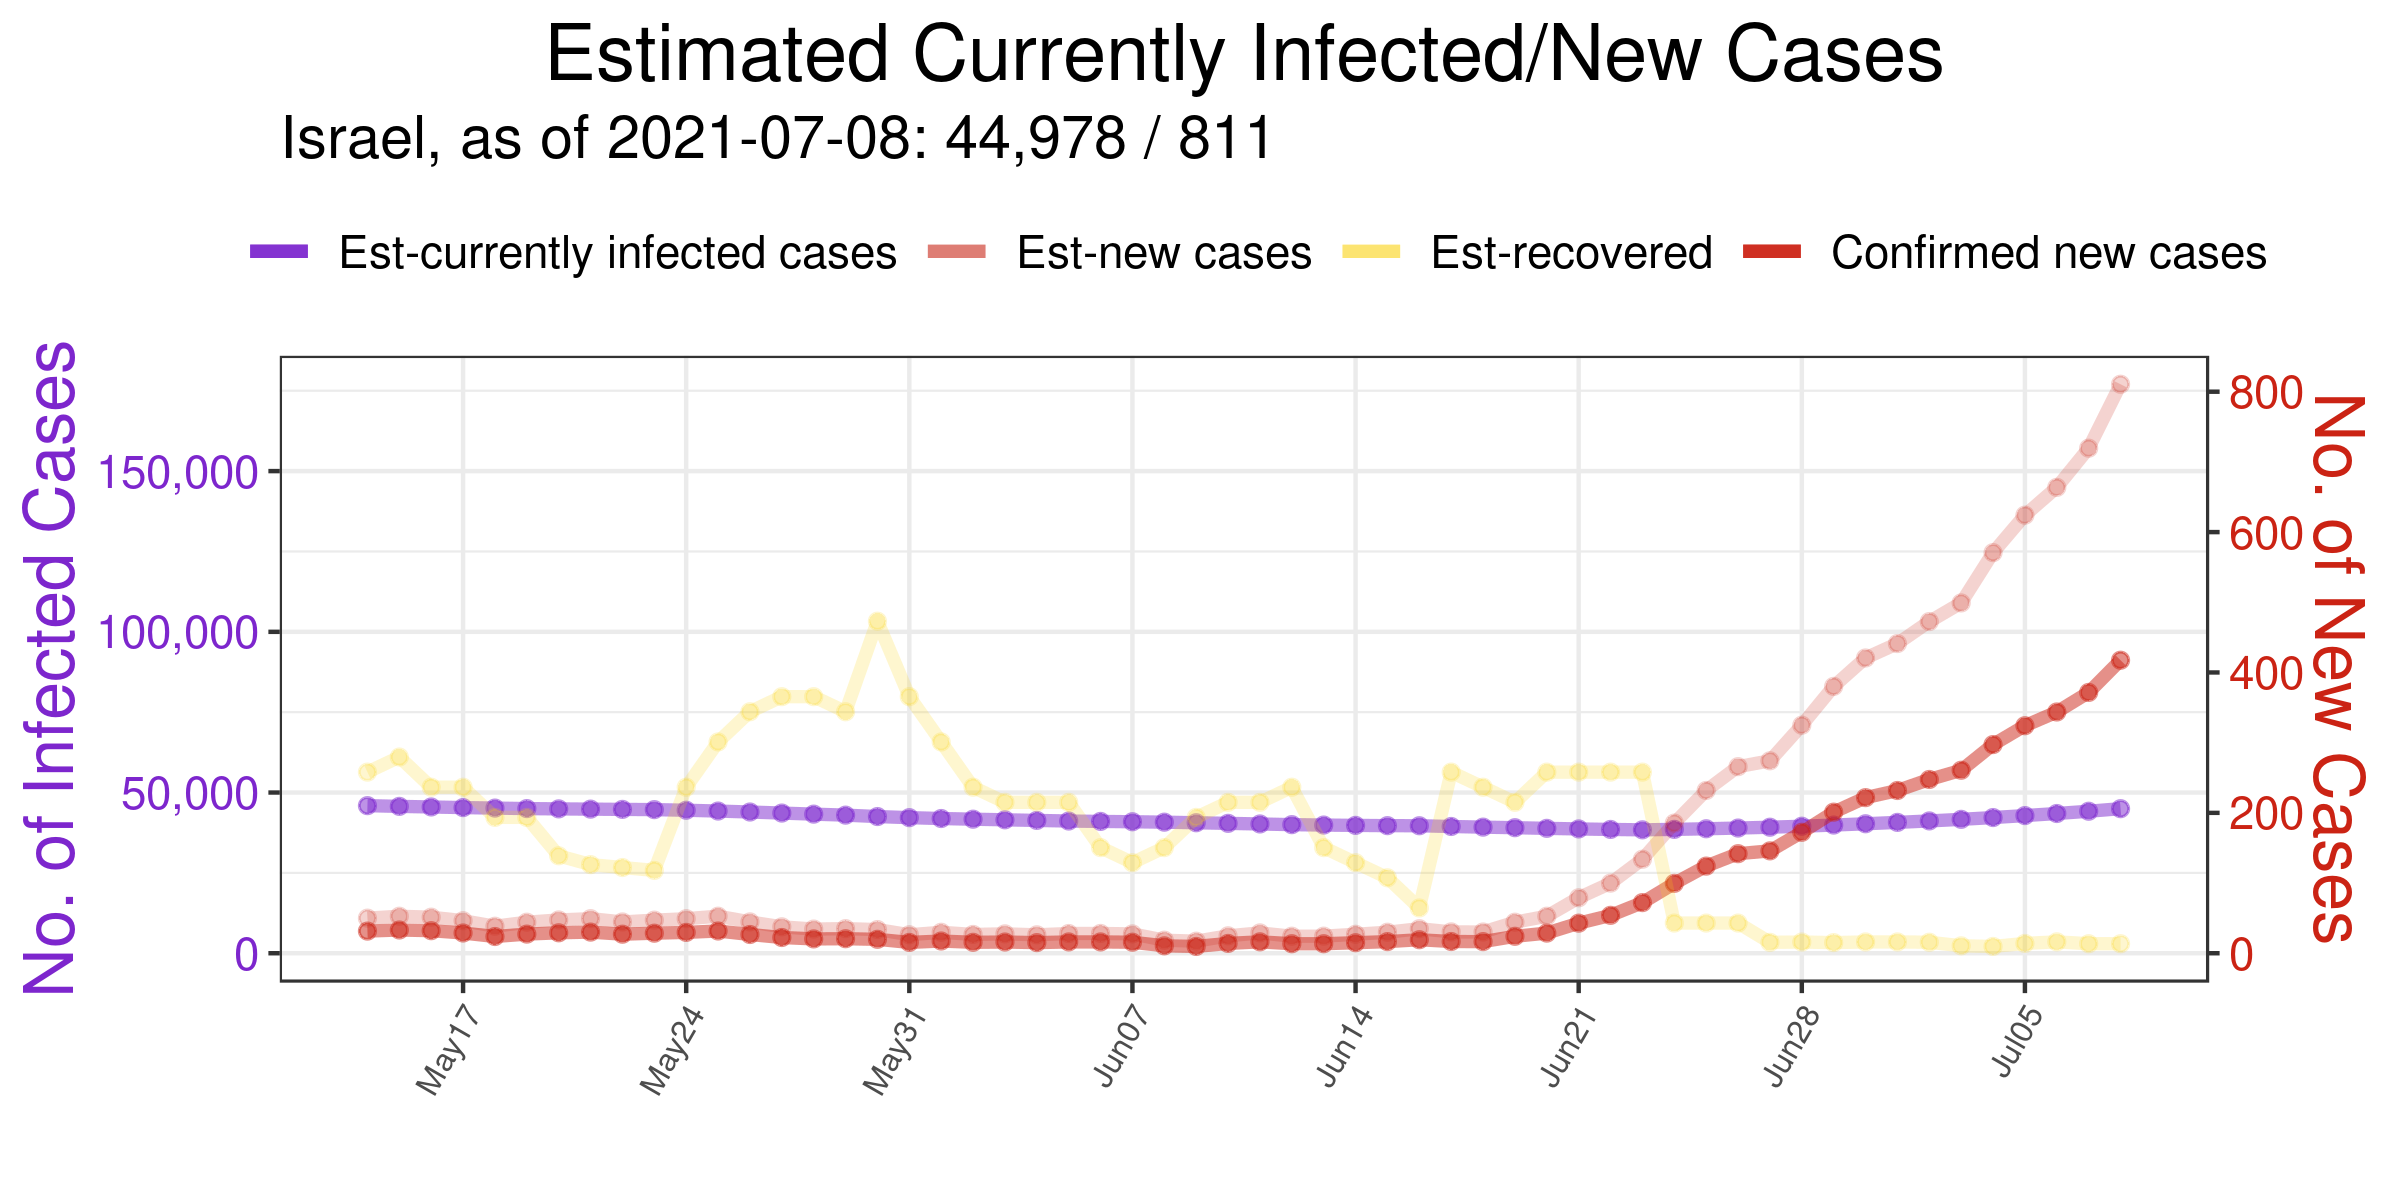 Estimated Currently Infected/New Cases
Israel, as of 2021-07-08: 44,978 / 811
Est-currently infected cases Est-new cases Est-recovered Confirmed new cases
No. of Infected Cases
150,000
100,000
50,000
0
800
600
400
200
0
No. of New Cases
May17 May24 May31 Jun07 Jun14 Jun21 Jun28 Jul05